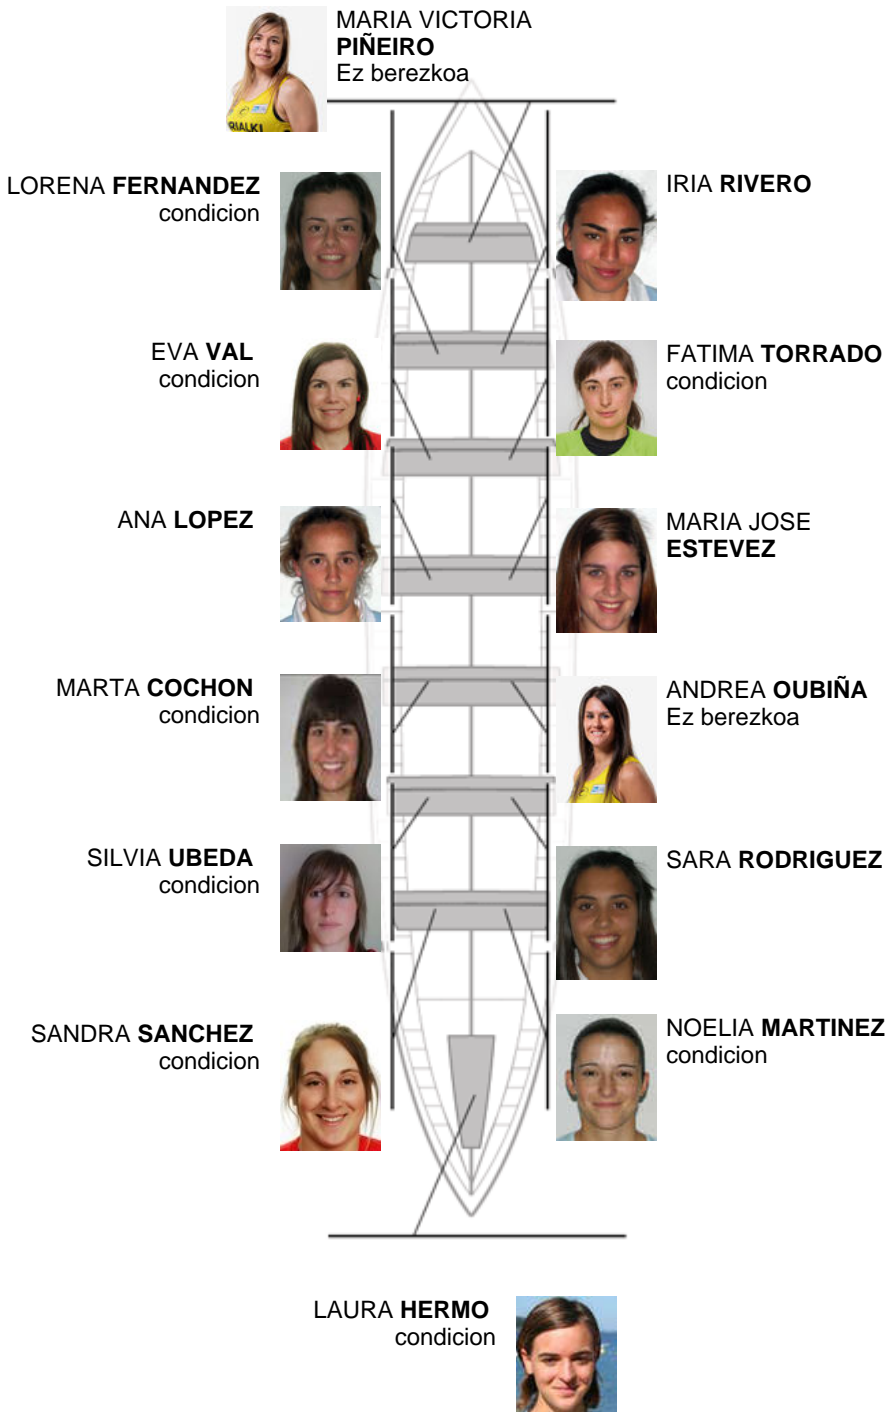 MARIA VICTORIA
PIÑEIRO
Ez berezkoa
RIALKI
LORENA FERNANDEZ
condicion
IRIA RIVERO
EVA VAL
condicion
FATIMA TORRADO
condicion
ANA LOPEZ
MARIA JOSE
ESTEVEZ
MARTA COCHON
condicion
ANDREA OUBIÑA
Ez berezkoa
SILVIA UBEDA
condicion
SARA RODRIGUEZ
SANDRA SANCHEZ
condicion
NOELIA MARTINEZ
condicion
LAURA HERMO
condicion